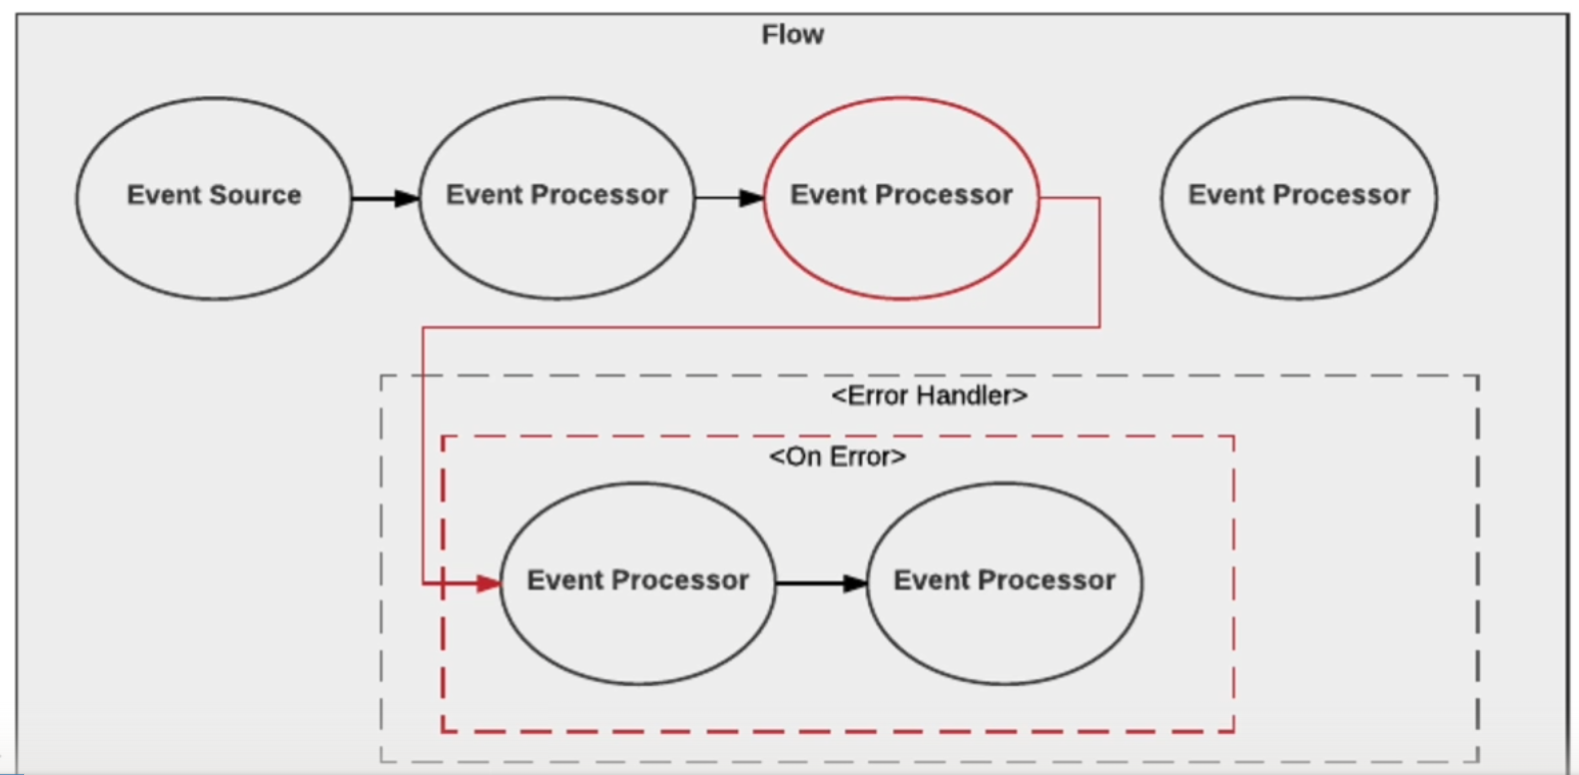 Flow
Event Source
Event Processor
Event Processor
Event Processor
<Error Handler>
<On Error>
Event Processor
Event Processor